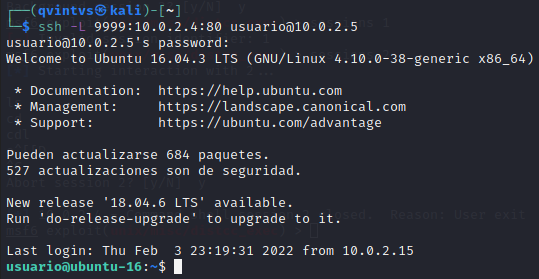 ┌──(qvintvs㉿kali)-[~]
└─$ ssh -L 9999:10.0.2.4:80 usuario@10.0.2.5
usuario@10.0.2.5's password:
Welcome to Ubuntu 16.04.3 LTS (GNU/Linux 4.10.0-38-generic x86_64)
* Documentation:  https://help.ubuntu.com
* Management:     https://landscape.canonical.com
* Support:        https://ubuntu.com/advantage
Pueden actualizarse 684 paquetes.
527 actualizaciones son de seguridad.
New release '18.04.6 LTS' available.
Run 'do-release-upgrade' to upgrade to it.
Last login: Thu Feb  3 23:19:31 2022 from 10.0.2.15
usuario@ubuntu-16:~$